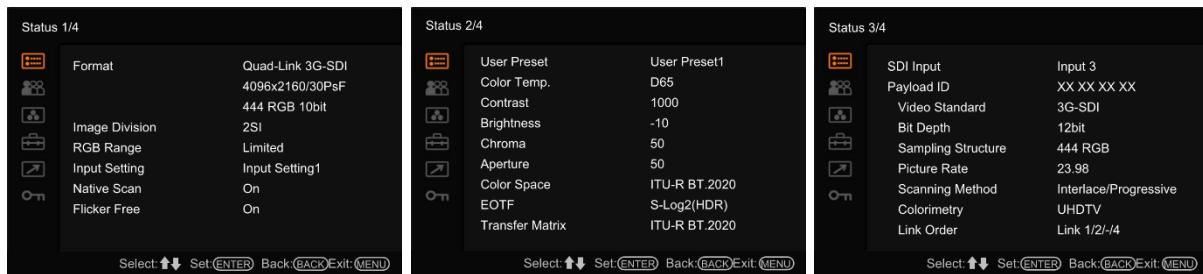 Status 1/4
Format Quad-Link 3G-SDI
4096x2160/30PsF
444 RGB 10bit
Image Division 2SI
RGB Range Limited
Input Setting Input Setting1
Native Scan On
Flicker Free On
Select: Set:ENTER Back:BACK Exit:MENU
Status 2/4
User Preset User Preset1
Color Temp. D65
Contrast 1000
Brightness -10
Chroma 50
Aperture 50
Color Space ITU-R BT.2020
EOTF S-Log2(HDR)
Transfer Matrix ITU-R BT.2020
Select: Set:ENTER Back:BACK Exit:MENU
Status 3/4
SDI Input Input 3
Payload ID XX XX XX XX
Video Standard 3G-SDI
Bit Depth 12bit
Sampling Structure 444 RGB
Picture Rate 23.98
Scanning Method Interlace/Progressive
Colorimetry UHDTV
Link Order Link 1/2/-/4
Select: Set:ENTER Back:BACK Exit:MENU